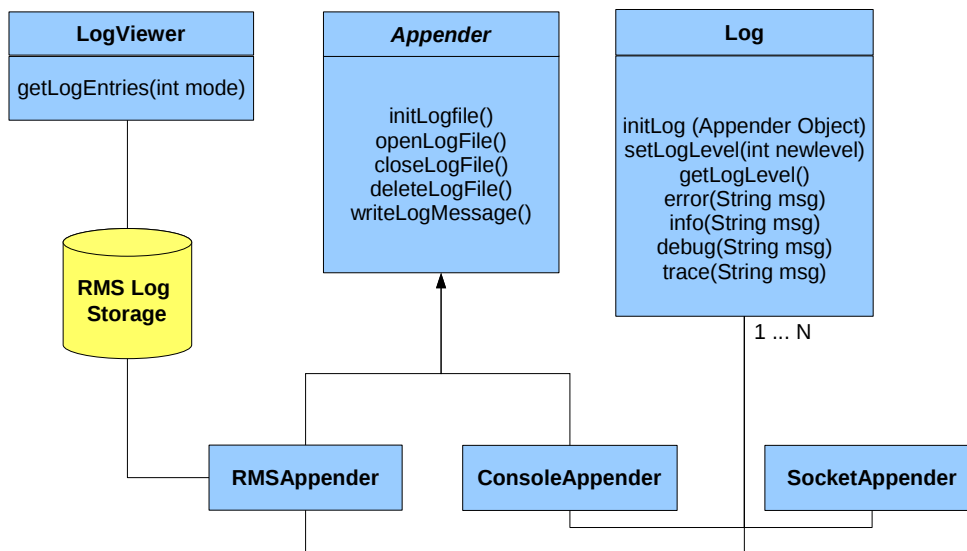 LogViewer
getLogEntries(int mode)
Appender
initLogfile()
openLogFile()
closeLogFile()
deleteLogFile()
writeLogMessage()
Log
initLog (Appender Object)
setLogLevel(int newlevel)
getLogLevel()
error(String msg)
info(String msg)
debug(String msg)
trace(String msg)
1 ... N
RMS Log
Storage
RMSAppender
ConsoleAppender
SocketAppender